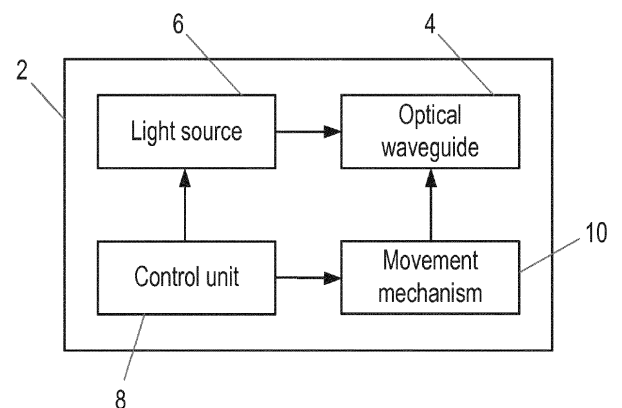 6
4
2
Light source
Optical
waveguide
10
Control unit
Movement
mechanism
8